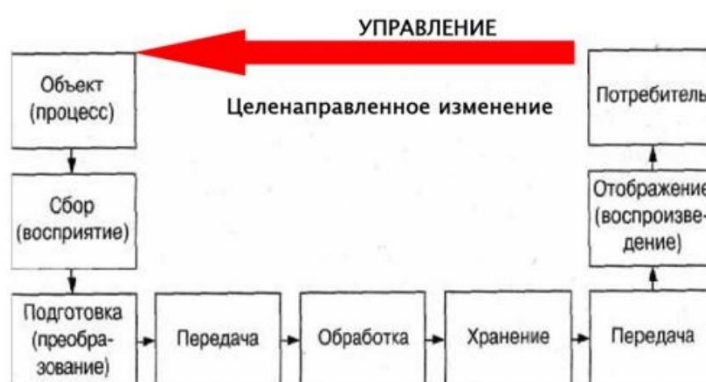 УПРАВЛЕНИЕ
Целенаправленное изменение
Объект
(процесс)
Сбор
(восприятие)
Подготовка
(преобра-
зование)
Передача
Обработка
Хранение
Передача
Отображение
(воспроизве-
дение)
Потребитель